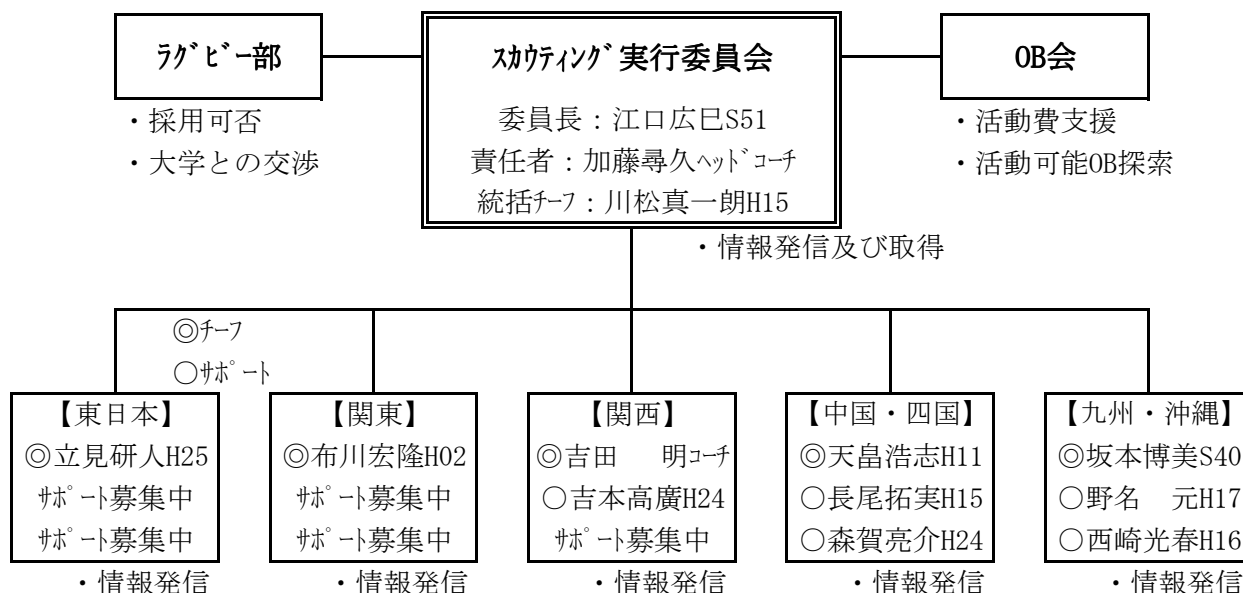 ﾗｸﾞﾋﾞｰ部
・採用可否
・大学との交渉
ｽｶｳﾃｨﾝｸﾞ実行委員会
委員長：江口広巳S51
責任者：加藤尋久ﾍｯﾄﾞｺｰﾁ
統括ﾁｰﾌ：川松真一朗H15
・情報発信及び取得
OB会
・活動費支援
・活動可能OB探索
◎ﾁｰﾌ
○ｻﾎﾟｰﾄ
【東日本】
◎立見研人H25
ｻﾎﾟｰﾄ募集中
ｻﾎﾟｰﾄ募集中
・情報発信
【関東】
◎布川宏隆H02
ｻﾎﾟｰﾄ募集中
ｻﾎﾟｰﾄ募集中
・情報発信
【関西】
◎吉田　明ｺｰﾁ
○吉本高廣H24
ｻﾎﾟｰﾄ募集中
・情報発信
【中国・四国】
◎天畠浩志H11
○長尾拓実H15
○森賀亮介H24
・情報発信
【九州・沖縄】
◎坂本博美S40
○野名　元H17
○西崎光春H16
・情報発信